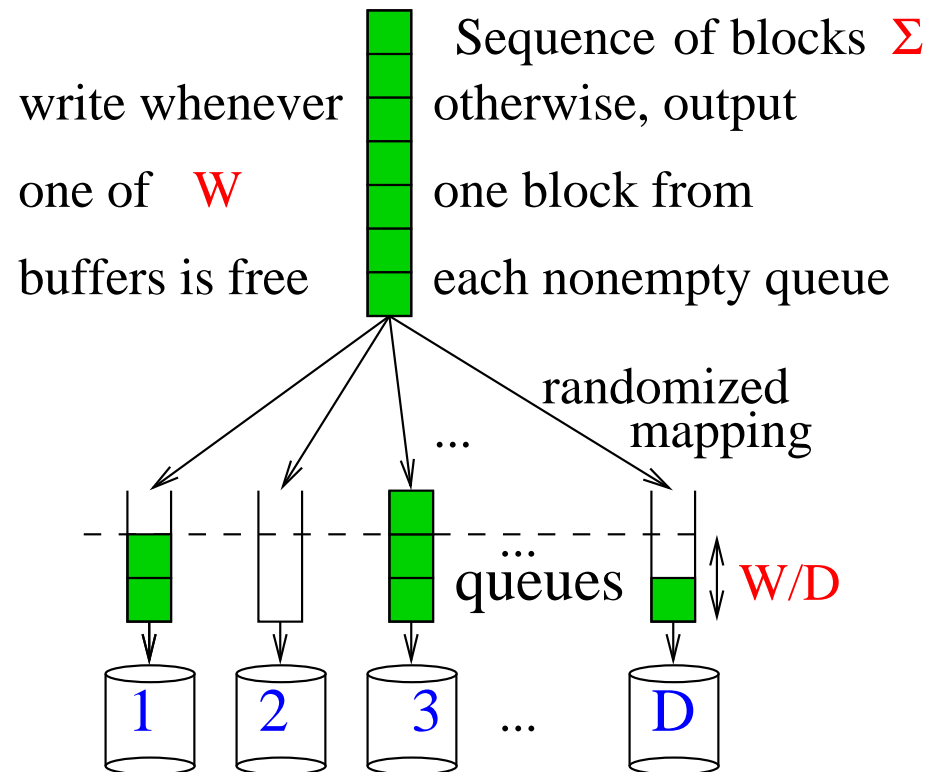 Sequence of blocks Σ
write whenever
otherwise, output
one of W
one block from
buffers is free
each nonempty queue
randomized
mapping
...
...
queues
W/D
1 2 3 ... D